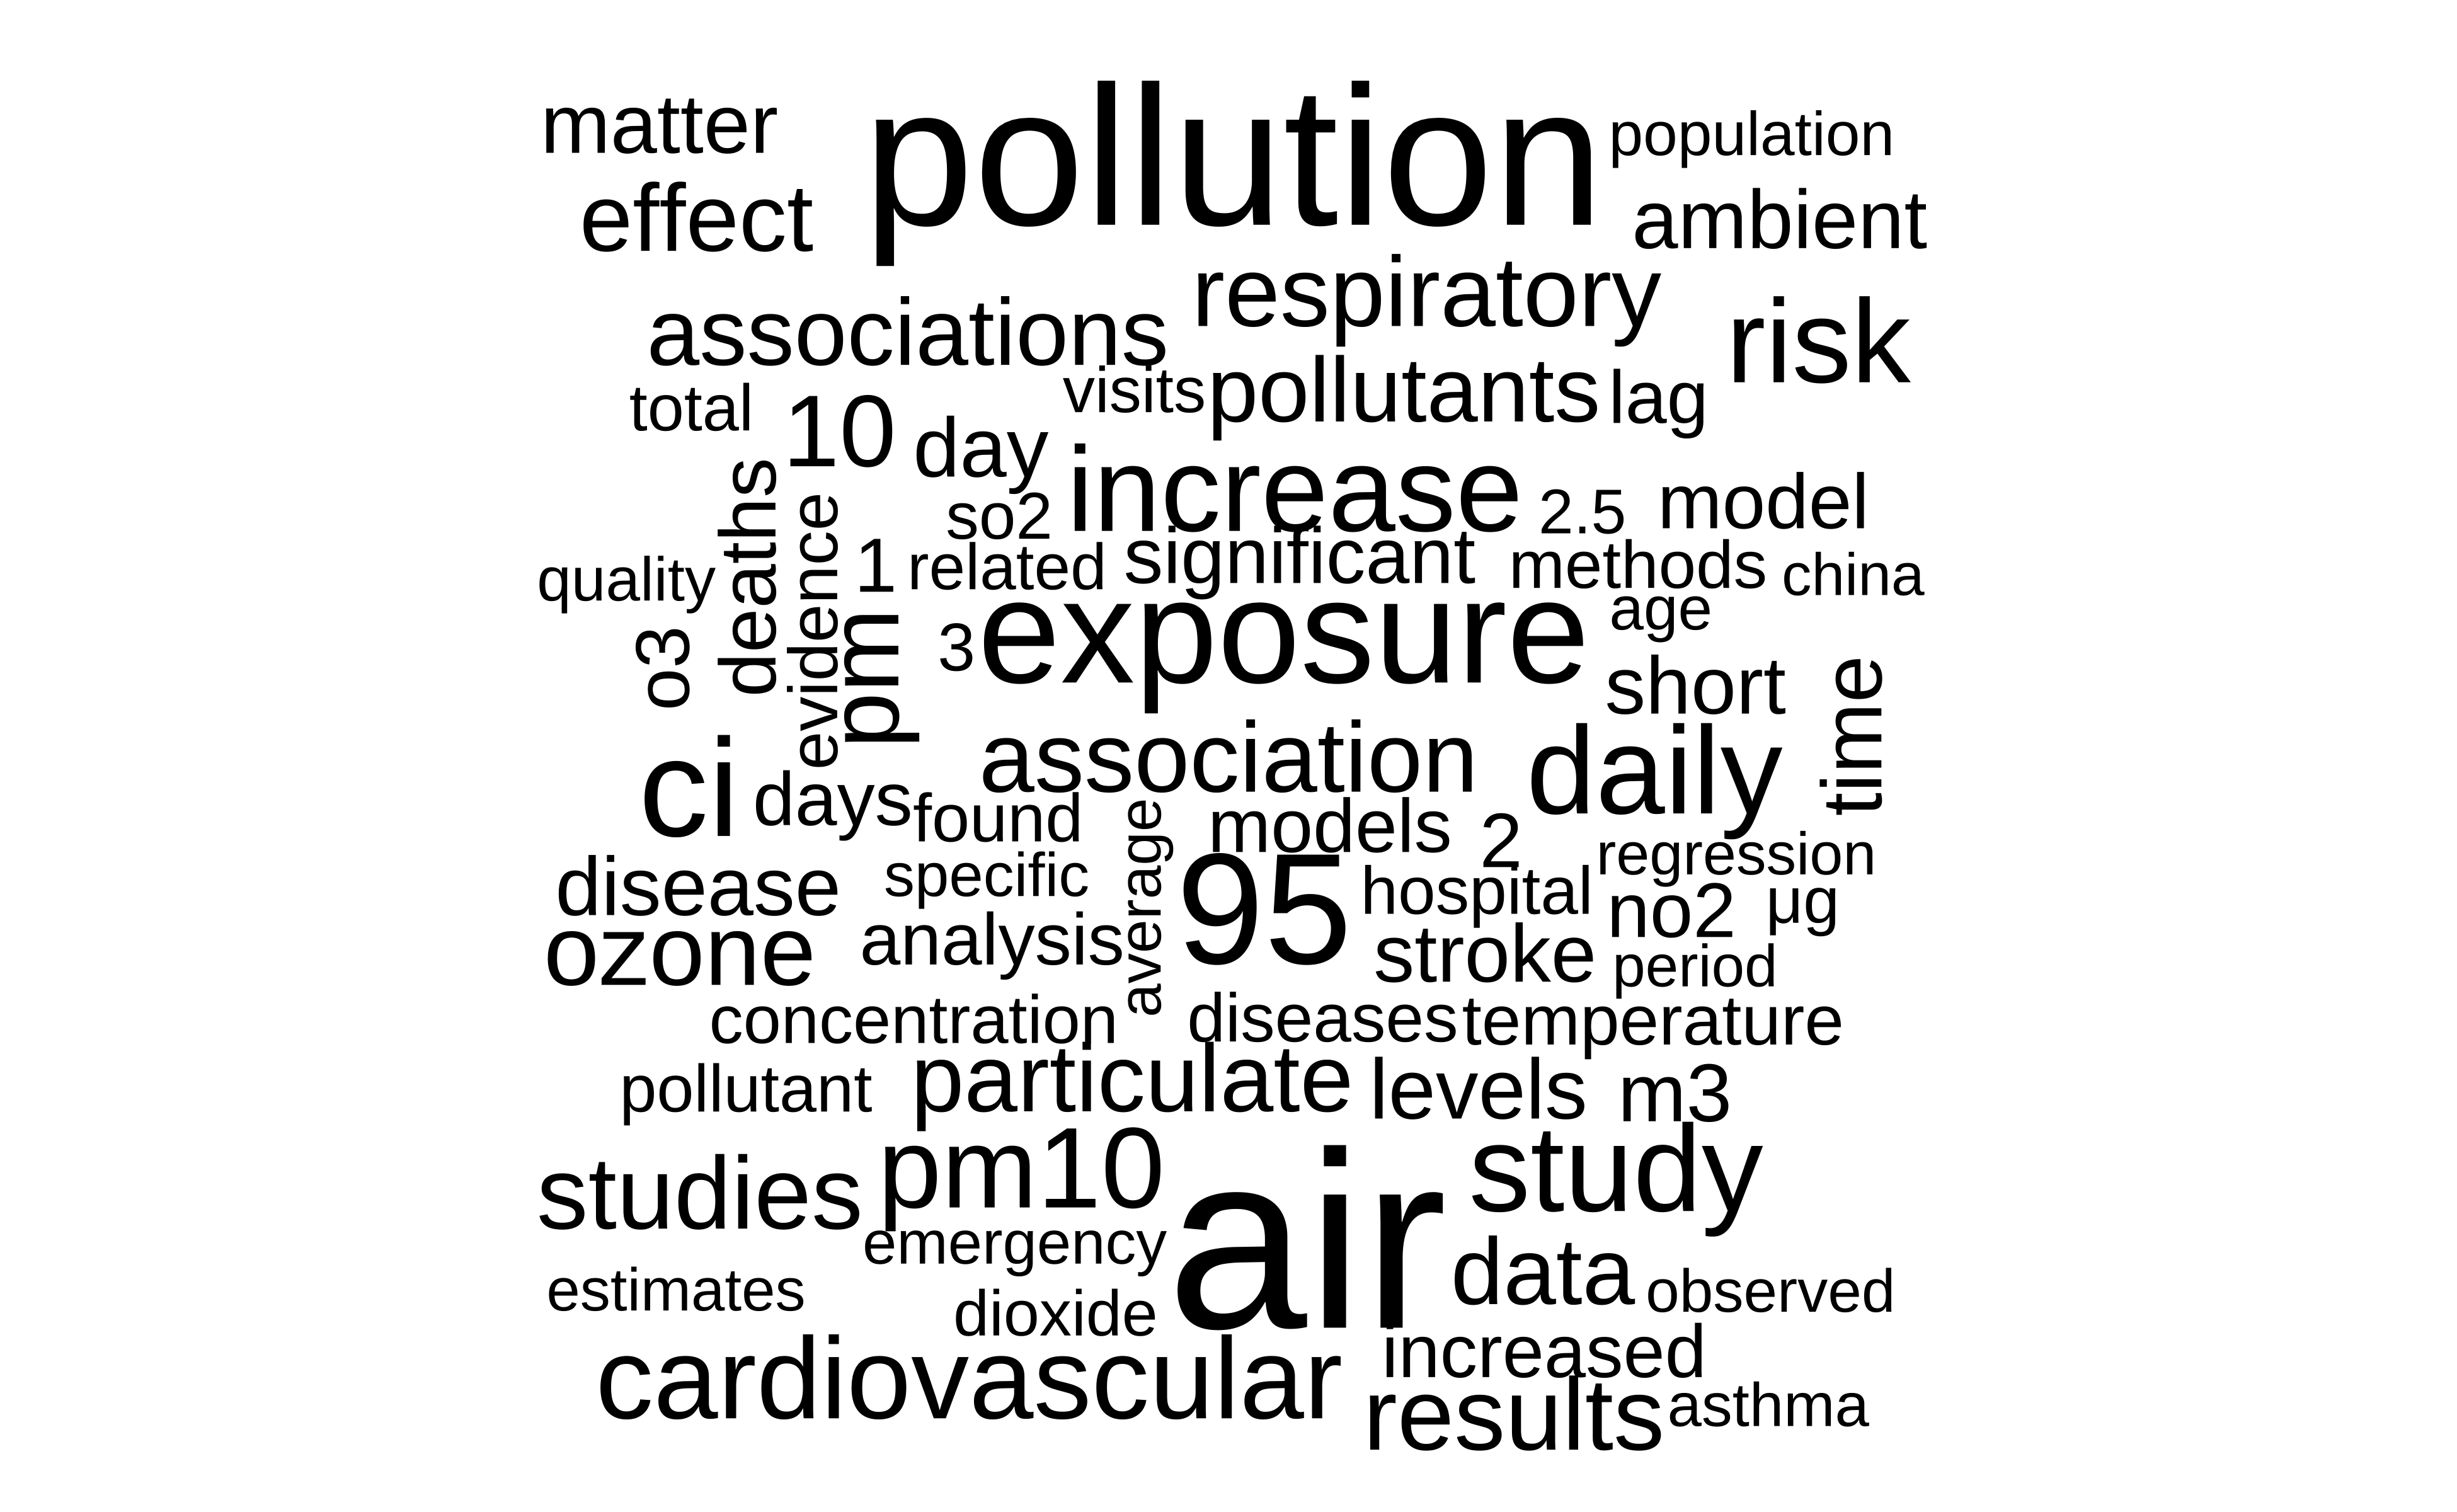 matter
pollution
population
effect
ambient
respiratory
associations
risk
visits
pollutants
lag
total
10
day
increase
so2
2.5
model
deaths
evidence
quality
1
related
significant
methods
china
age
o3
pm
3
exposure
short
time
ci
days
association
daily
found
average
models
2
regression
disease
specific
95
hospital
no2
µg
ozone
analysis
stroke
period
concentration
diseases
temperature
pollutant
particulate
levels
m3
studies
pm10
air
study
emergency
data
estimates
observed
dioxide
increased
cardiovascular
results
asthma